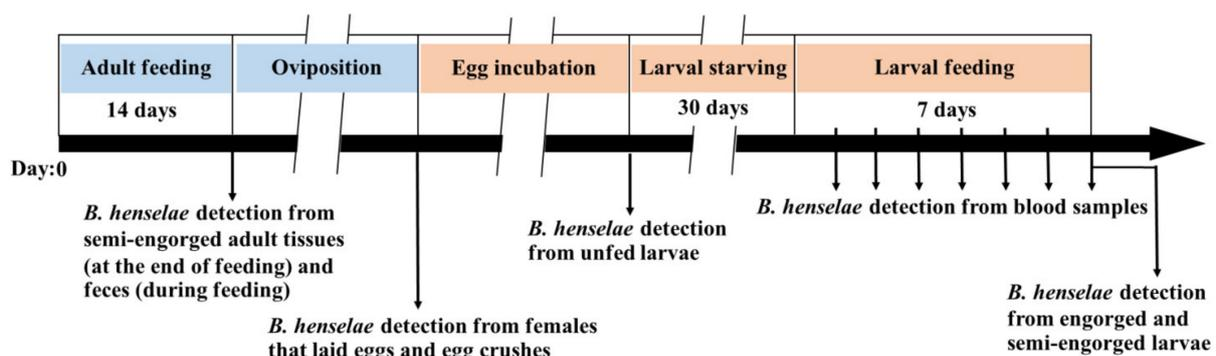 Adult feeding
Oviposition
Egg incubation
Larval starving
Larval feeding
14 days
30 days
7 days
Day:0
B. henselae detection from
semi-engorged adult tissues
(at the end of feeding) and
feces (during feeding)
B. henselae detection from females
that laid eggs and egg crushes
B. henselae detection
from unfed larvae
B. henselae detection from blood samples
B. henselae detection
from engorged and
semi-engorged larvae